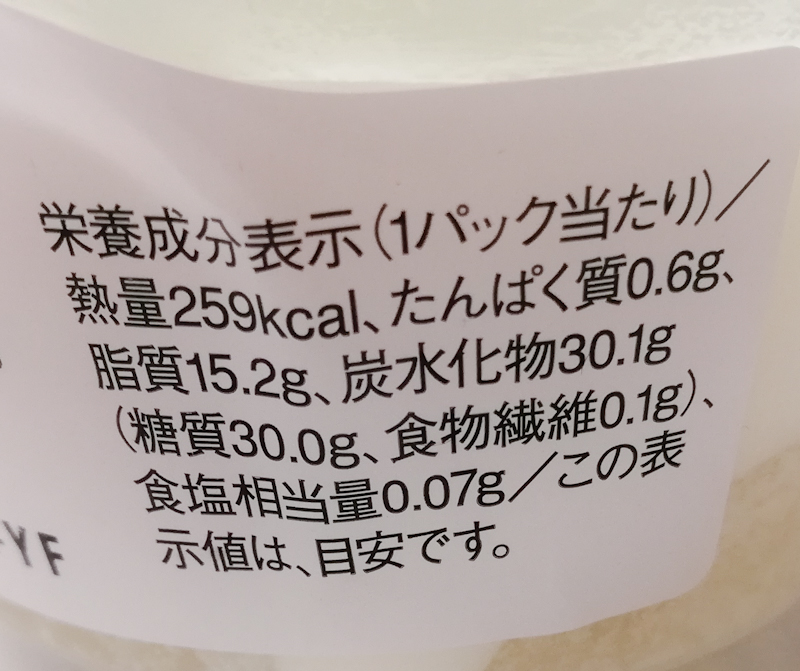 栄養成分表示(1パック当たり)／
熱量259kcal、たんぱく質0.6g、
脂質15.2g、炭水化物30.1g
(糖質30.0g、食物繊維0.1g)、
食塩相当量0.07g／この表
示値は、目安です。
YF